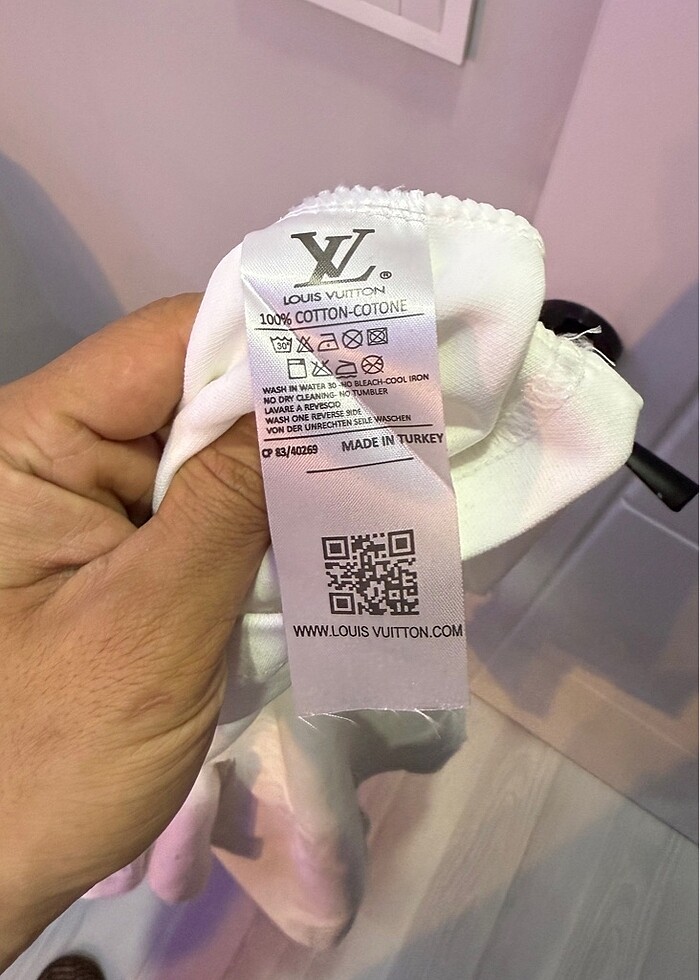 LV ®
LOUIS VUITTON
100% COTTON-COTONE
30°
WASH IN WATER 30 -NO BLEACH-COOL IRON
NO DRY CLEANING- NO TUMBLER
LAVARE A REVESCIO
WASH ONE REVERSE SIDE
VON DER UNRECHTEN SEILE WASCHEN
CP 83/40269 MADE IN TURKEY
WWW.LOUIS VUITTON.COM